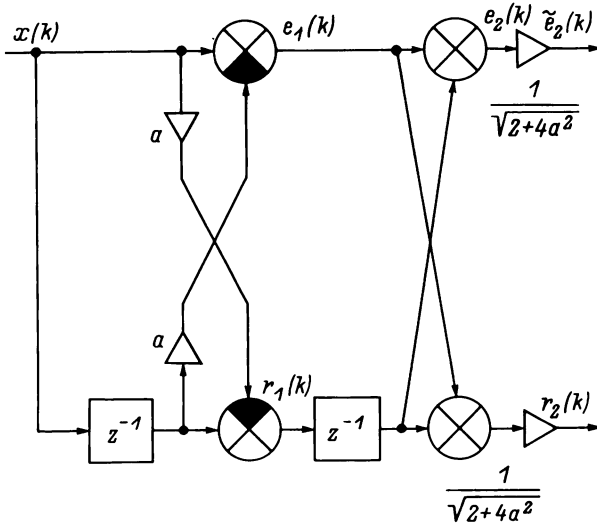 x(k)
e₁(k)
e₂(k)
ẽ₂(k)
a
1
√2+4a²
a
r₁(k)
r₂(k)
z⁻¹
z⁻¹
1
√2+4a²